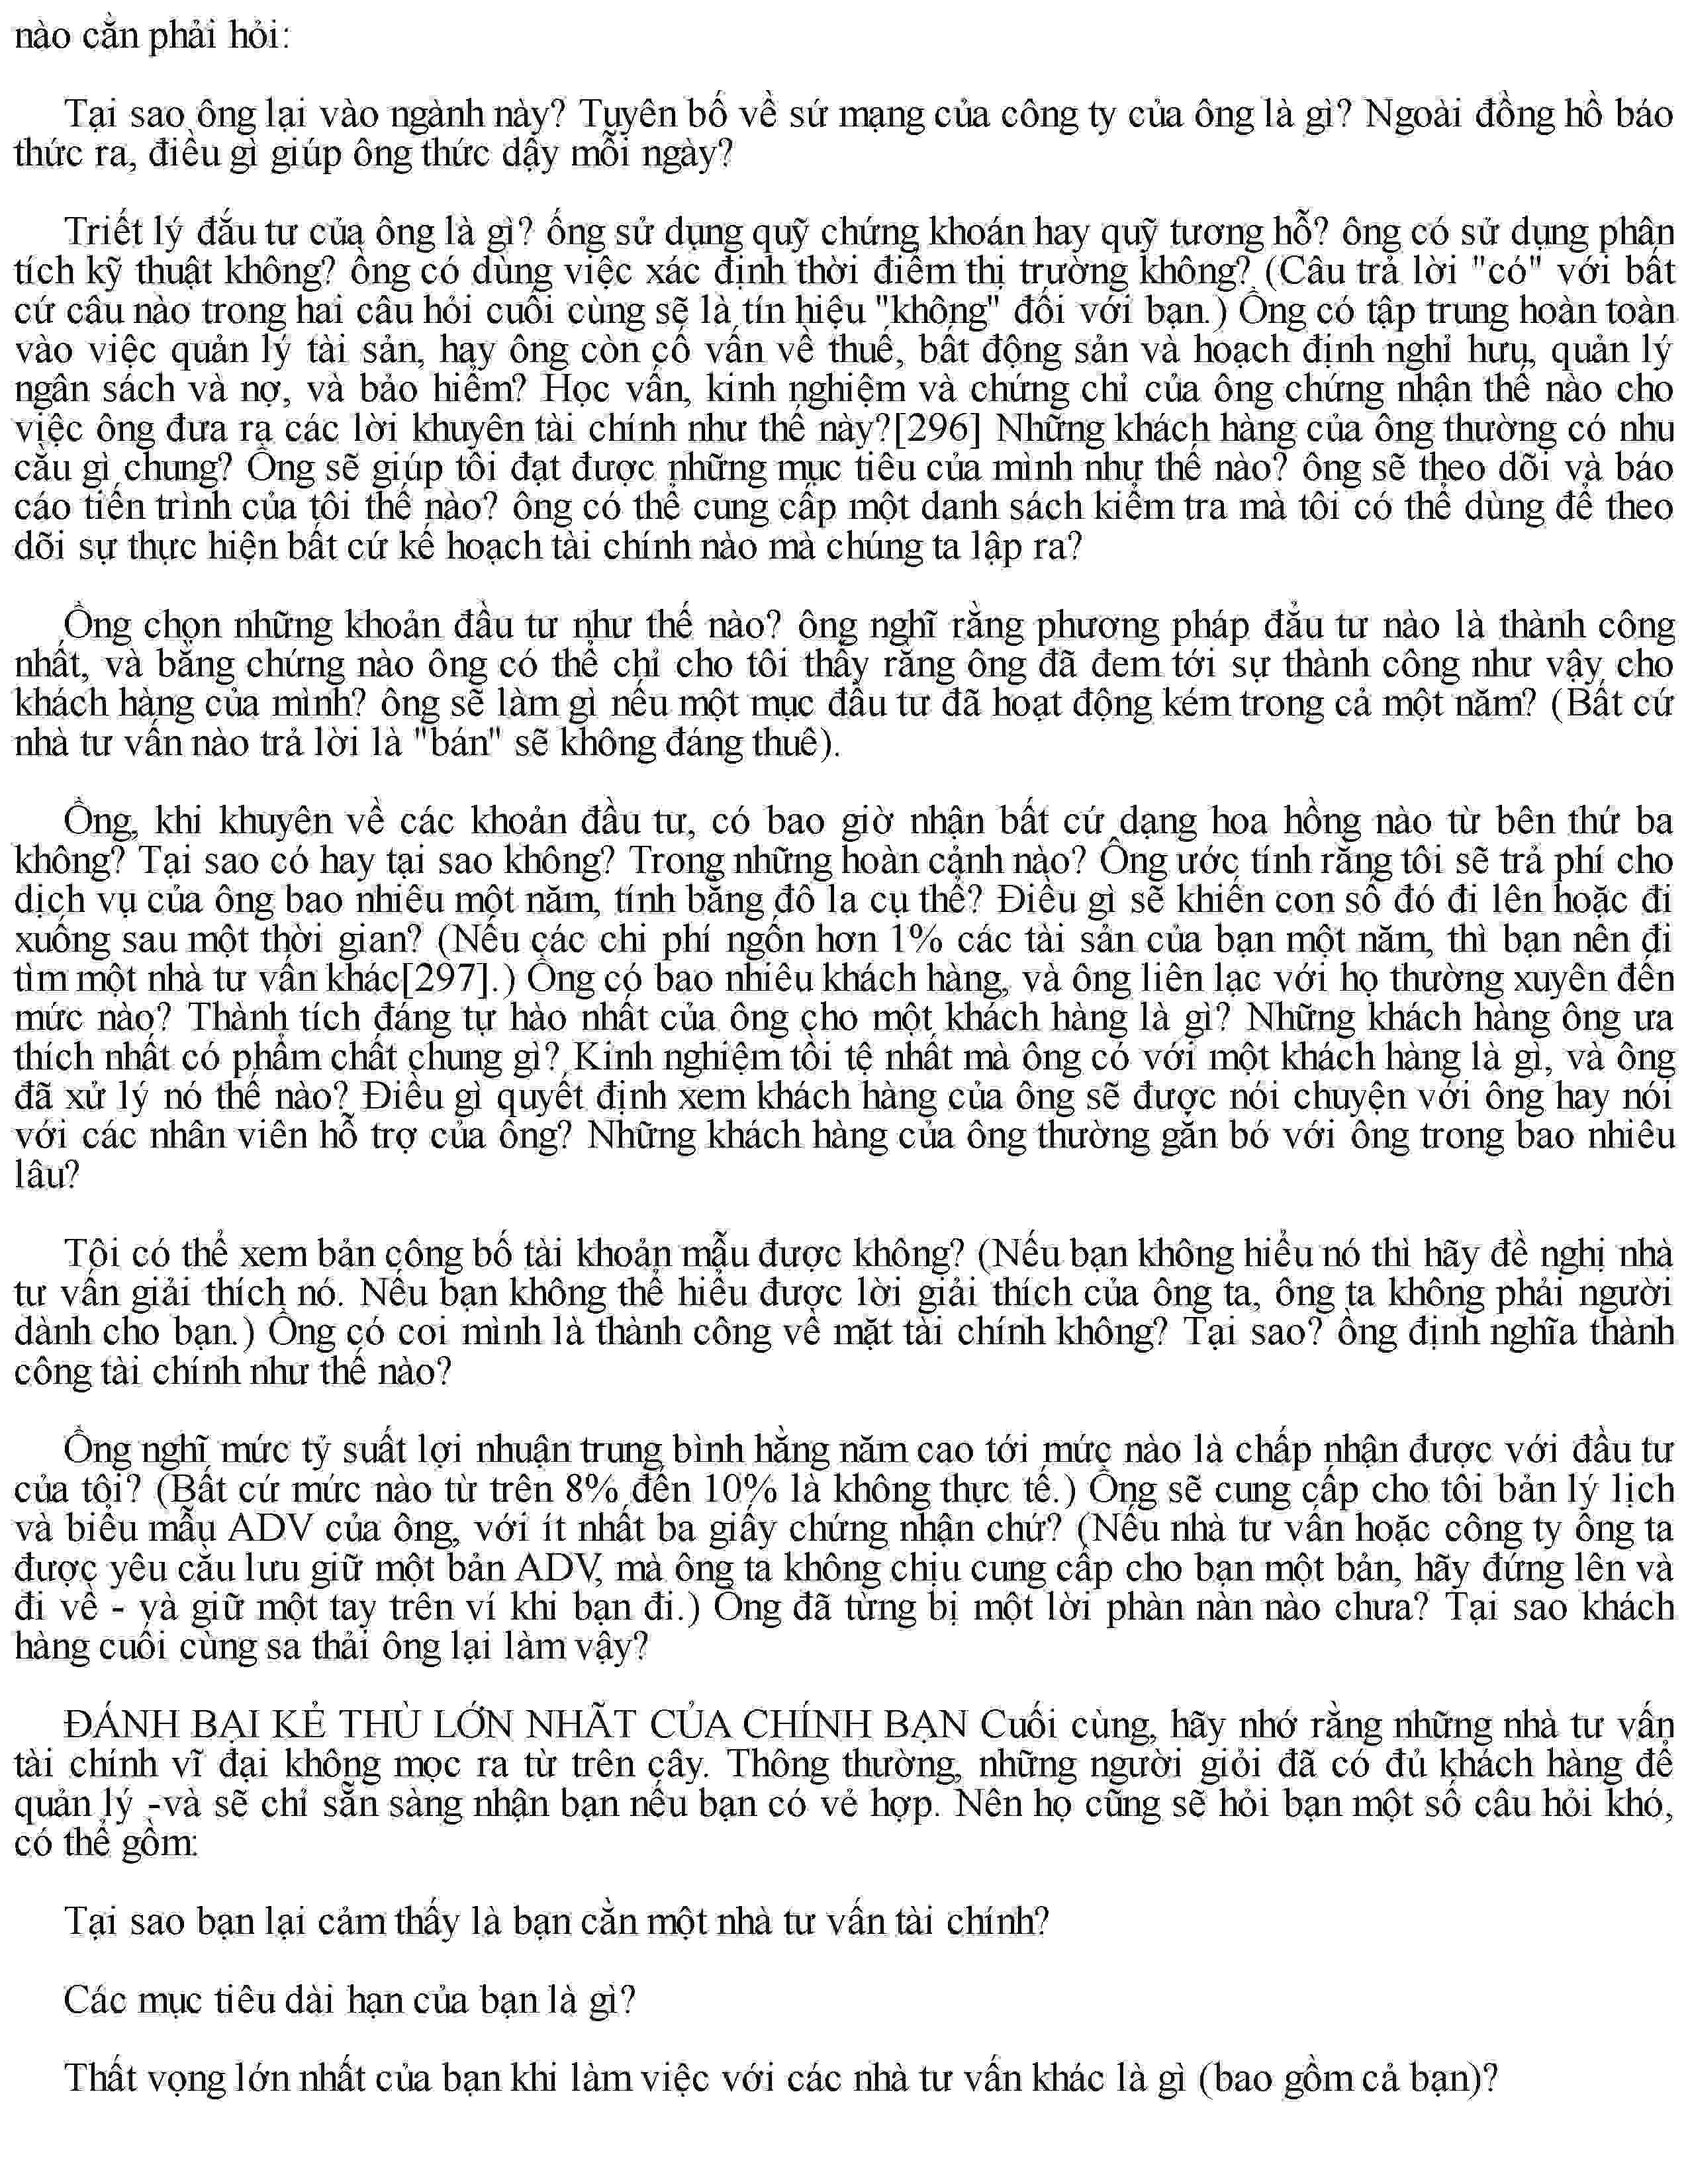 nào cằn phải hỏi:
Tại sao ông lại vào ngành này? Tuyên bố về sứ mạng của công ty của ông là gì? Ngoài đồng hồ báo
thức ra, điều gì giúp ông thức dậy mỗi ngày?
Triết lý đắu tư của ông là gì? ống sử dụng quỹ chứng khoán hay quỹ tương hỗ? ông có sử dụng phân
tích kỹ thuật không? ồng có dùng việc xác định thời điểm thị trường không? (Câu trả lời "có" với bất
cứ câu nào trong hai câu hỏi cuối cùng sẽ là tín hiệu "không" đối với bạn.) Ông có tập trung hoàn toàn
vào việc quản lý tài sản, hay ông còn cố vấn về thuế, bất động sản và hoạch định nghỉ hưu, quản lý
ngân sách và nợ, và bảo hiểm? Học vấn, kinh nghiệm và chứng chỉ của ông chứng nhận thế nào cho
việc ông đưa ra các lời khuyên tài chính như thế này?[296] Những khách hàng của ông thường có nhu
cằu gì chung? Ông sẽ giúp tôi đạt được những mục tiêu của mình như thế nào? ông sẽ theo dõi và báo
cáo tiến trình của tôi thế nào? ông có thể cung cấp một danh sách kiểm tra mà tôi có thể dùng để theo
dõi sự thực hiện bất cứ kế hoạch tài chính nào mà chúng ta lập ra?
Ồng chọn những khoản đầu tư như thế nào? ông nghĩ rằng phương pháp đẳu tư nào là thành công
nhất, và bằng chứng nào ông có thể chỉ cho tôi thấy rằng ông đã đem tới sự thành công như vậy cho
khách hàng của mình? ông sẽ làm gì nếu một mục đầu tư đã hoạt động kém trong cả một năm? (Bất cứ
nhà tư vấn nào trả lời là "bán" sẽ không đáng thuê).
Ồng, khi khuyên về các khoản đầu tư, có bao giờ nhận bất cứ dạng hoa hồng nào từ bên thứ ba
không? Tại sao có hay tại sao không? Trong những hoàn cảnh nào? Ông ước tính rằng tôi sẽ trả phí cho
dịch vụ của ông bao nhiêu một năm, tính bằng đô la cụ thể? Điều gì sẽ khiến con số đó đi lên hoặc đi
xuống sau một thời gian? (Nếu các chi phí ngốn hơn 1% các tài sản của bạn một năm, thì bạn nên đi
tìm một nhà tư vấn khác[297].) Ông có bao nhiêu khách hàng, và ông liên lạc với họ thường xuyên đến
mức nào? Thành tích đáng tự hào nhất của ông cho một khách hàng là gì? Những khách hàng ông ưa
thích nhất có phẩm chất chung gì? Kinh nghiệm tồi tệ nhất mà ông có với một khách hàng là gì, và ông
đã xử lý nó thế nào? Điều gì quyết định xem khách hàng của ông sẽ được nói chuyện với ông hay nói
với các nhân viên hỗ trợ của ông? Những khách hàng của ông thường gắn bó với ông trong bao nhiêu
lâu?
Tôi có thể xem bản công bố tài khoản mẫu được không? (Nếu bạn không hiểu nó thì hãy đề nghị nhà
tư vấn giải thích nó. Nếu bạn không thể hiểu được lời giải thích của ông ta, ông ta không phải người
dành cho bạn.) Ông có coi mình là thành công về mặt tài chính không? Tại sao? ồng định nghĩa thành
công tài chính như thế nào?
Ồng nghĩ mức tỷ suất lợi nhuận trung bình hằng năm cao tới mức nào là chấp nhận được với đầu tư
của tôi? (Bất cứ mức nào từ trên 8% đến 10% là không thực tế.) Ông sẽ cung cấp cho tôi bản lý lịch
và biểu mẫu ADV của ông, với ít nhất ba giấy chứng nhận chứ? (Nếu nhà tư vấn hoặc công ty ông ta
được yêu cằu lưu giữ một bản ADV, mà ông ta không chịu cung cấp cho bạn một bản, hãy đứng lên và
đi về - và giữ một tay trên ví khi bạn đi.) Ông đã từng bị một lời phàn nàn nào chưa? Tại sao khách
hàng cuối cùng sa thải ông lại làm vậy?
ĐÁNH BẠI KẺ THÙ LỚN NHÃT CỦA CHÍNH BẠN Cuối cùng, hãy nhớ rằng những nhà tư vấn
tài chính vĩ đại không mọc ra từ trên cây. Thông thường, những người giỏi đã có đủ khách hàng để
quản lý -và sẽ chỉ sẵn sàng nhận bạn nếu bạn có vẻ hợp. Nên họ cũng sẽ hỏi bạn một số câu hỏi khó,
có thể gồm:
Tại sao bạn lại cảm thấy là bạn cằn một nhà tư vấn tài chính?
Các mục tiêu dài hạn của bạn là gì?
Thất vọng lớn nhất của bạn khi làm việc với các nhà tư vấn khác là gì (bao gồm cả bạn)?